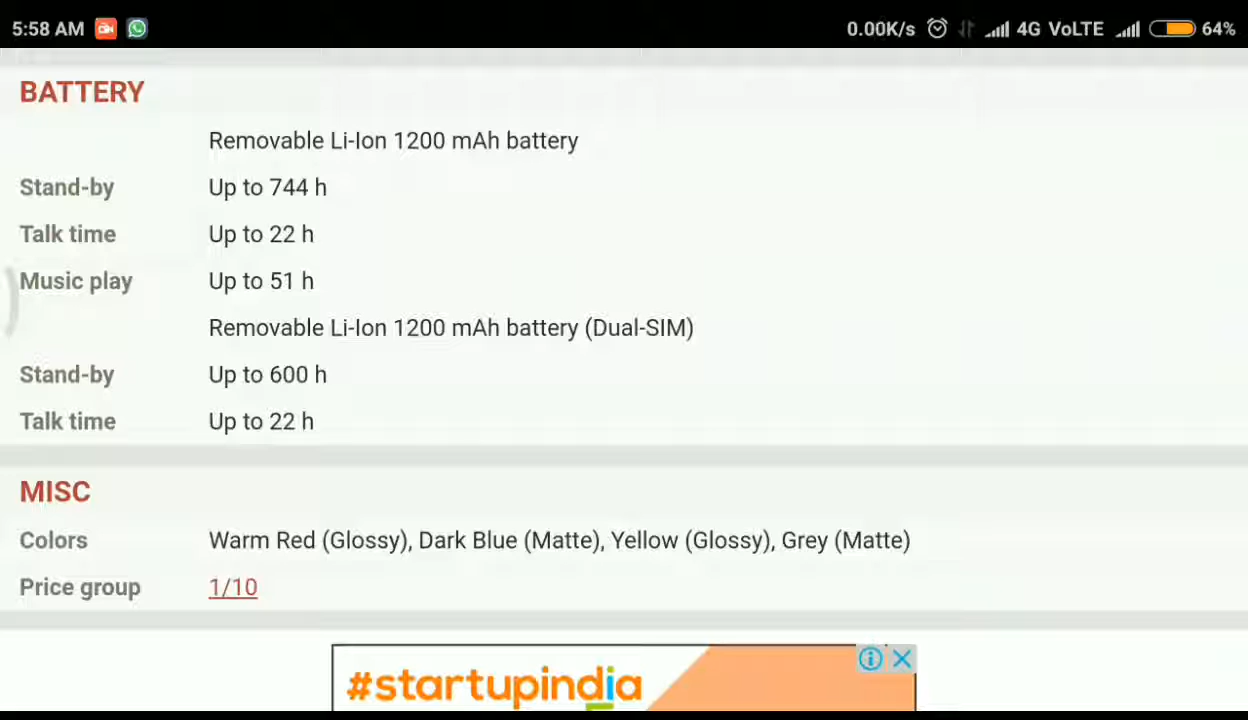 5:58 AM 0.00K/s 4G VoLTE 64%
BATTERY
Removable Li-Ion 1200 mAh battery
Stand-by Up to 744 h
Talk time Up to 22 h
Music play Up to 51 h
Removable Li-Ion 1200 mAh battery (Dual-SIM)
Stand-by Up to 600 h
Talk time Up to 22 h
MISC
Colors Warm Red (Glossy), Dark Blue (Matte), Yellow (Glossy), Grey (Matte)
Price group 1/10
#startupindia